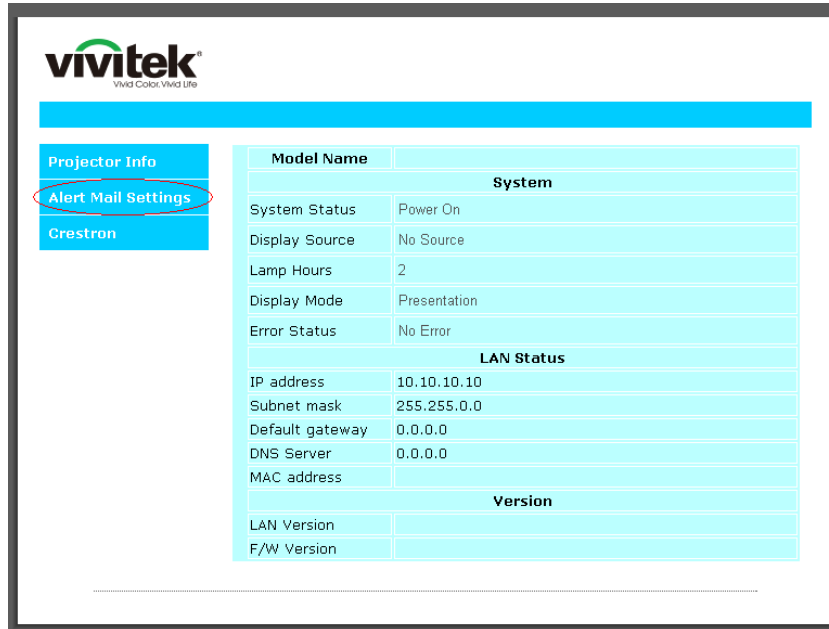 vivitek®
Vivid Color. Vivid Life
Projector Info
Alert Mail Settings
Crestron
Model Name
System
System Status Power On
Display Source No Source
Lamp Hours 2
Display Mode Presentation
Error Status No Error
LAN Status
IP address 10.10.10.10
Subnet mask 255.255.0.0
Default gateway 0.0.0.0
DNS Server 0.0.0.0
MAC address
Version
LAN Version
F/W Version